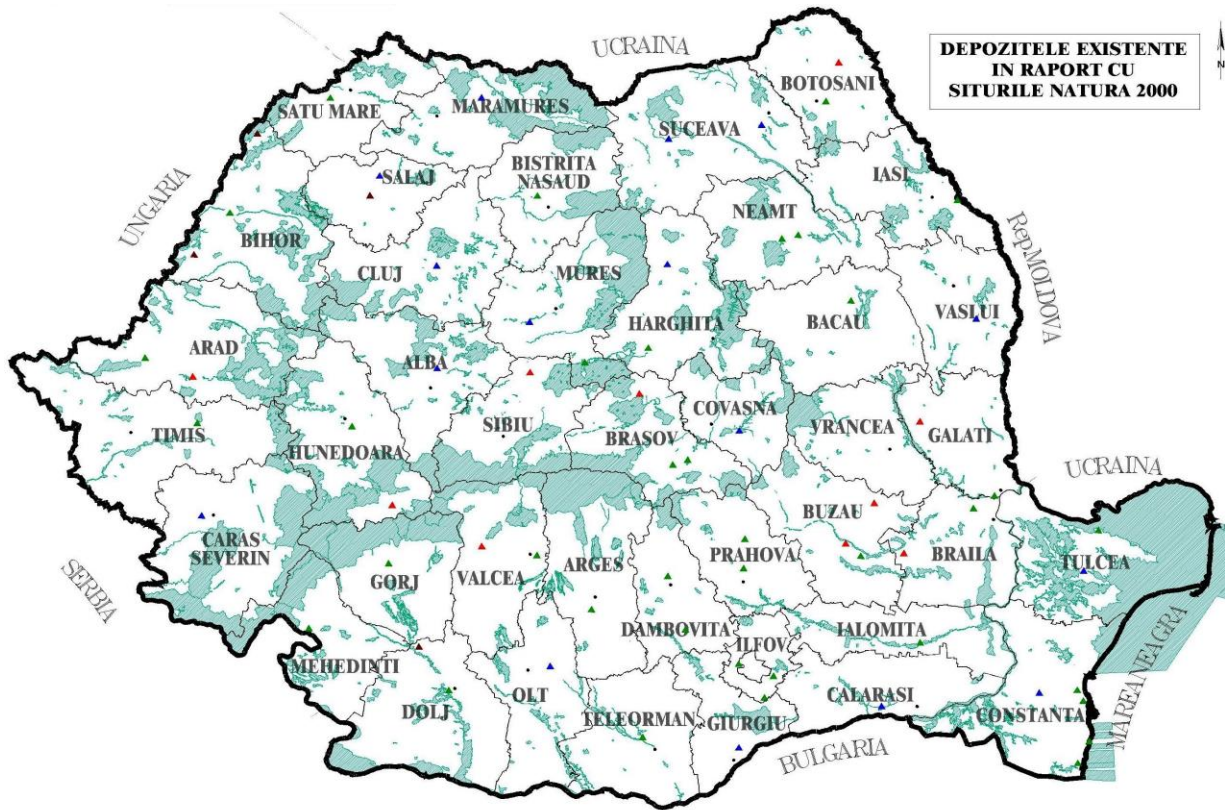 DEPOZITELE EXISTENTE
IN RAPORT CU
SITURILE NATURA 2000
N
UCRAINA
BOTOSANI
SATU MARE
MARAMURES
SUCEAVA
BISTRITA
NASAUD
SALAJ
IASI
UNGARIA
NEAMT
Rep.MOLDOVA
BIHOR
CLUJ
MURES
HARGHITA
BACAU
VASLUI
ARAD
ALBA
COVASNA
TIMIS
SIBIU
BRASOV
VRANCEA
GALATI
HUNEDOARA
UCRAINA
CARAS
SEVERIN
BUZAU
BRAILA
TULCEA
GORJ
VALCEA
ARGES
PRAHOVA
SERBIA
DAMBOVITA
ILFOV
IALOMITA
MEHEDINTI
OLT
CALARASI
MAREA NEAGRA
DOLJ
TELEORMAN
GIURGIU
CONSTANTA
BULGARIA